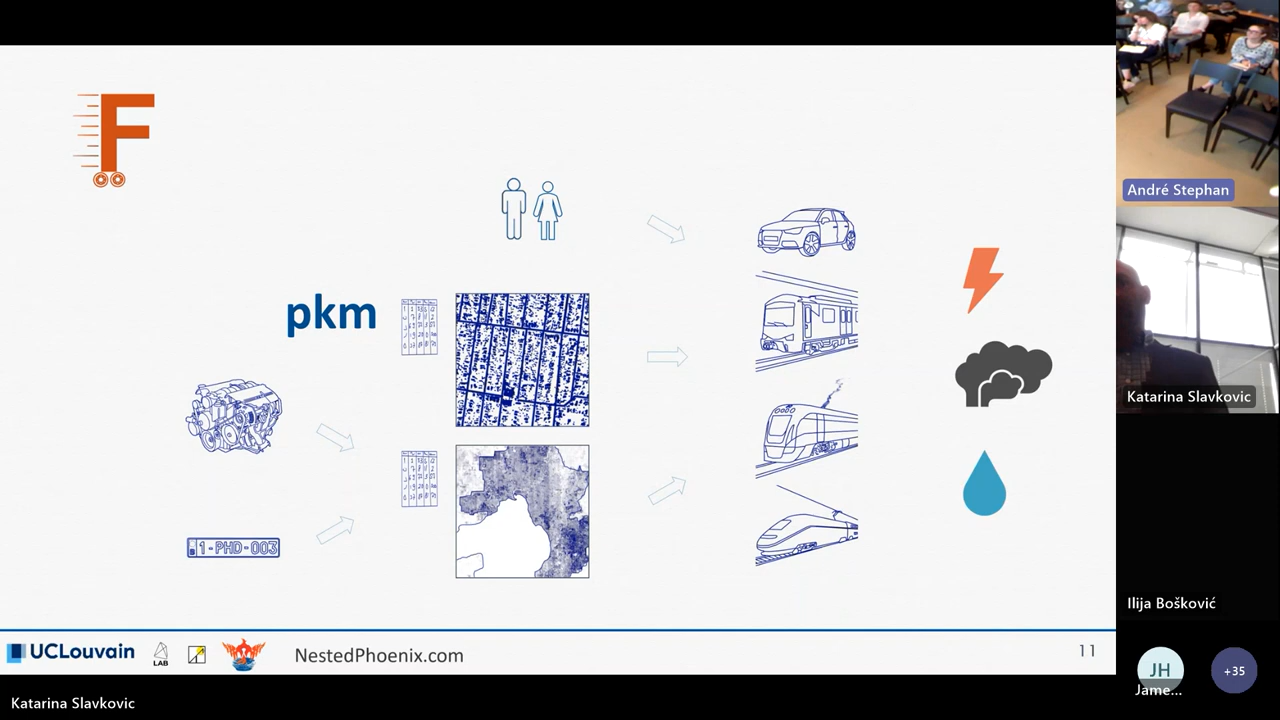 F
pkm
1-PHD-003
UCLouvain
LAB
NestedPhoenix.com
11
Katarina Slavkovic
André Stephan
Katarina Slavkovic
Ilija Bošković
JH
Jame...
+35